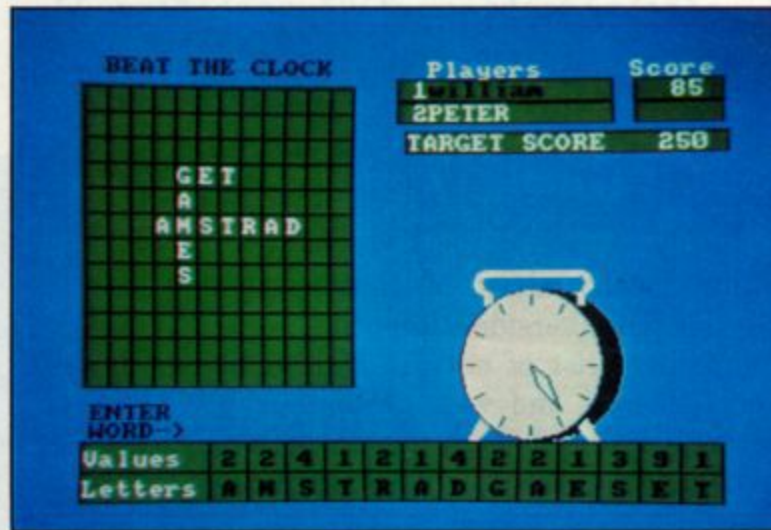 BEAT THE CLOCK
GET
A
AMSTRAD
E
S
Players Score
1william 85
2PETER
TARGET SCORE 250
ENTER
WORD->
Values 2 2 4 1 2 1 4 2 2 1 3 9 1
Letters A M S T R A D G A E S E T